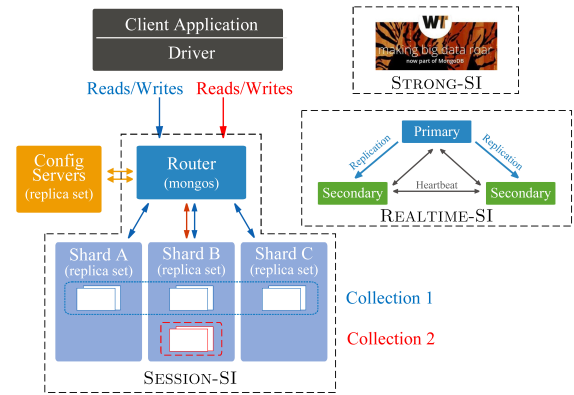 Client Application
Driver
Reads/Writes Reads/Writes
Config
Servers
(replica set)
Router
(mongos)
Shard A
(replica set)
Shard B
(replica set)
Shard C
(replica set)
Collection 1
Collection 2
SESSION-SI
WT
making big data roar
now part of MongoDB
STRONG-SI
Primary
Replication
Replication
Secondary
Heartbeat
Secondary
REALTIME-SI